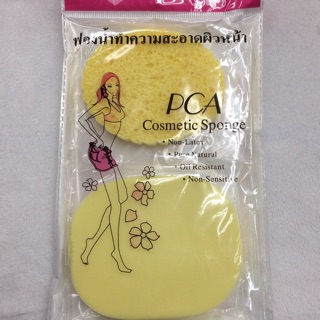 ฟองน้ำทำความสะอาดผิวหน้า
PCA
Cosmetic Sponge
• Non-Latex
• Pure Natural
• Oil Resistant
• Non-Sensitive